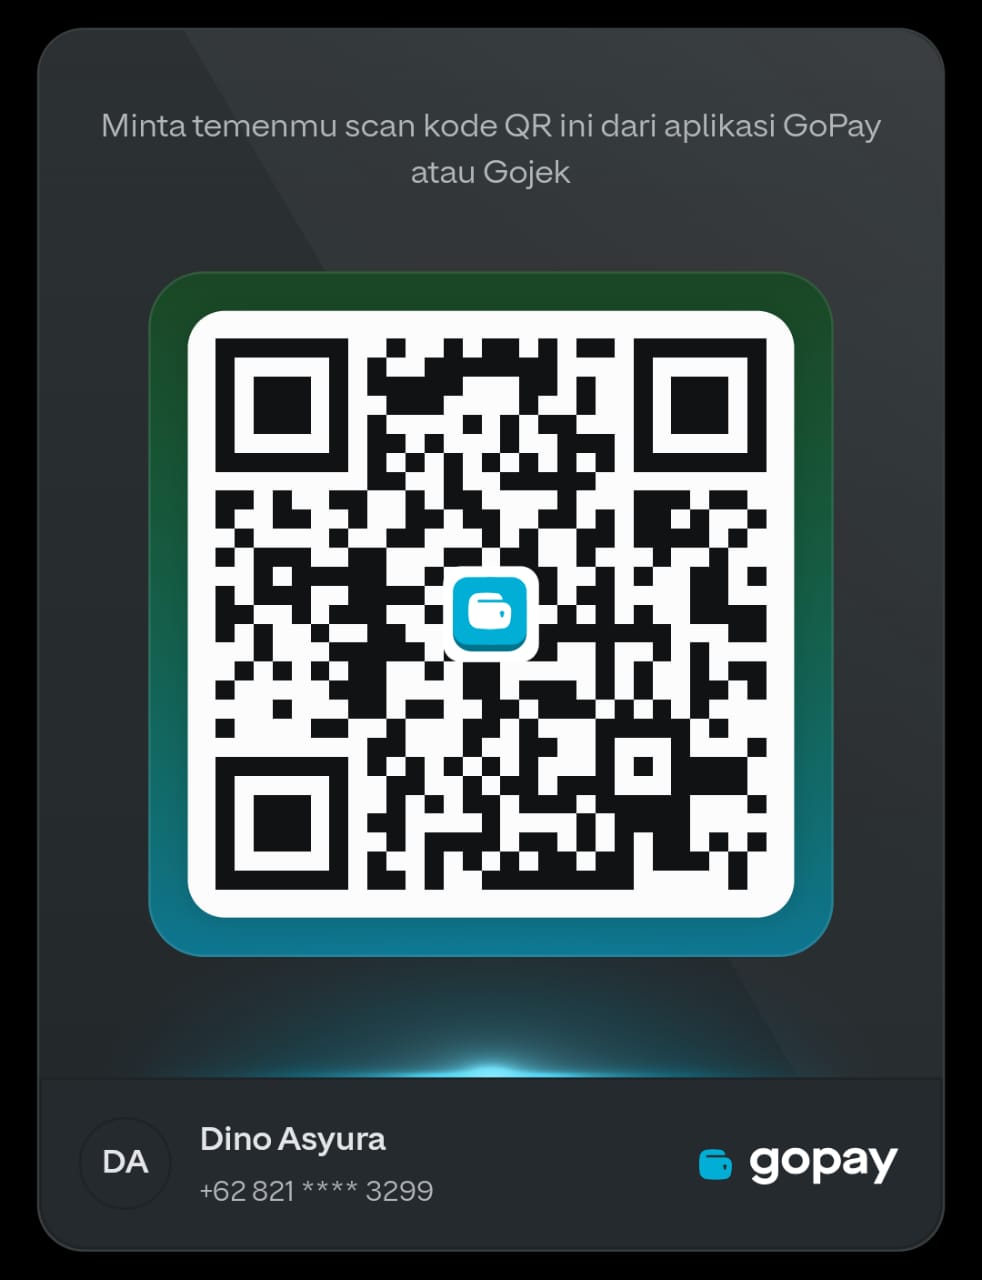 Minta temenmu scan kode QR ini dari aplikasi GoPay
atau Gojek
DA
Dino Asyura
+62 821 **** 3299
gopay